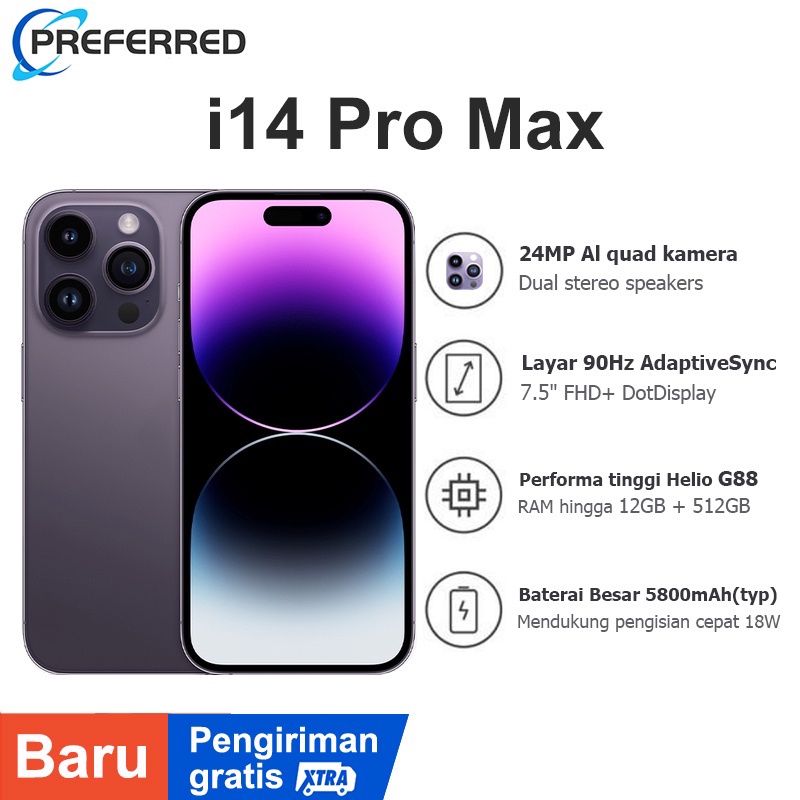 PREFERRED
i14 Pro Max
24MP Al quad kamera
Dual stereo speakers
Layar 90Hz AdaptiveSync
7.5" FHD+ DotDisplay
Performa tinggi Helio G88
RAM hingga 12GB + 512GB
Baterai Besar 5800mAh(typ)
Mendukung pengisian cepat 18W
Baru
Pengiriman
gratis XTRA